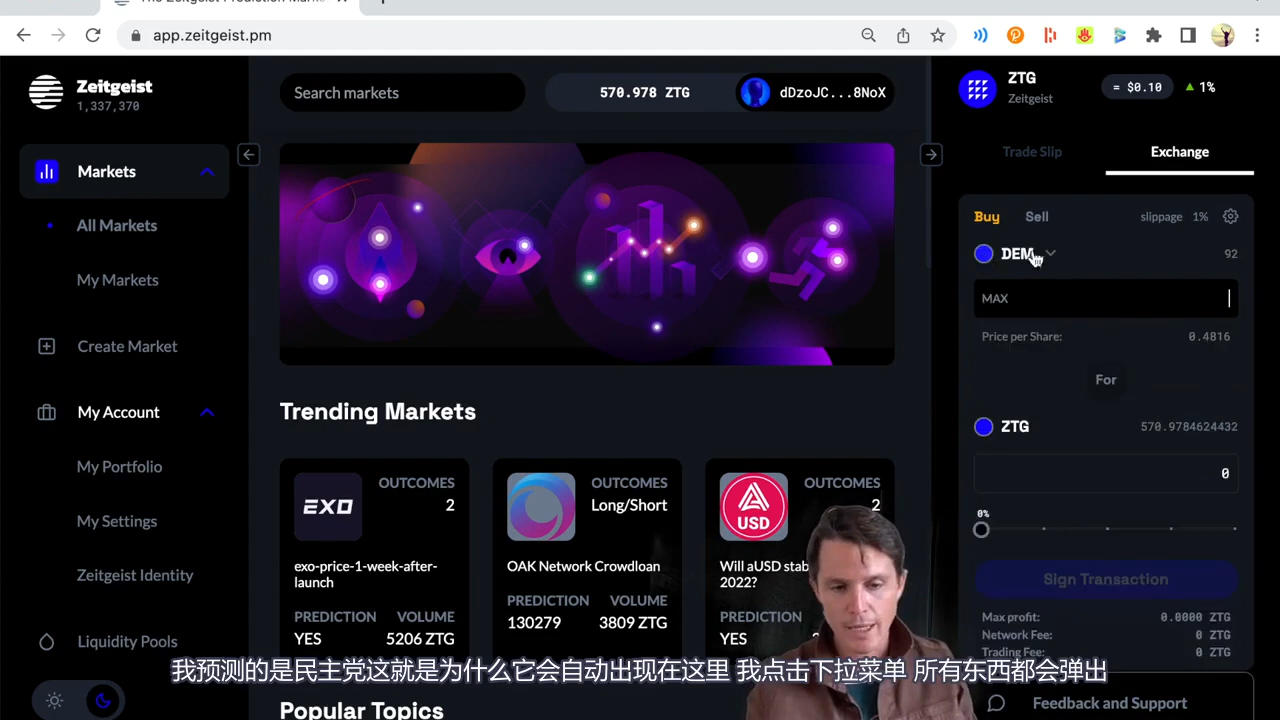 The Zeitgeist Prediction Marke
app.zeitgeist.pm
Zeitgeist
1,337,370
Markets
All Markets
My Markets
Create Market
My Account
My Portfolio
My Settings
Zeitgeist Identity
Liquidity Pools
Search markets
570.978 ZTG
dDzoJC...8NoX
Trending Markets
EXO
OUTCOMES
2
exo-price-1-week-after-
launch
PREDICTION VOLUME
YES 5206 ZTG
OUTCOMES
Long/Short
OAK Network Crowdloan
PREDICTION VOLUME
130279 3809 ZTG
USD
OUTCOMES
2
Will aUSD stab
2022?
PREDICTION
YES
Popular Topics
ZTG
Zeitgeist
= $0.10
1%
Trade Slip Exchange
Buy Sell slippage 1%
DEM 92
MAX
Price per Share: 0.4816
For
ZTG 570.9784624432
0
0%
Sign Transaction
Max profit: 0.0000 ZTG
Network Fee: 0 ZTG
Trading Fee: 0 ZTG
Feedback and Support
我预测的是民主党这就是为什么它会自动出现在这里 我点击下拉菜单 所有东西都会弹出